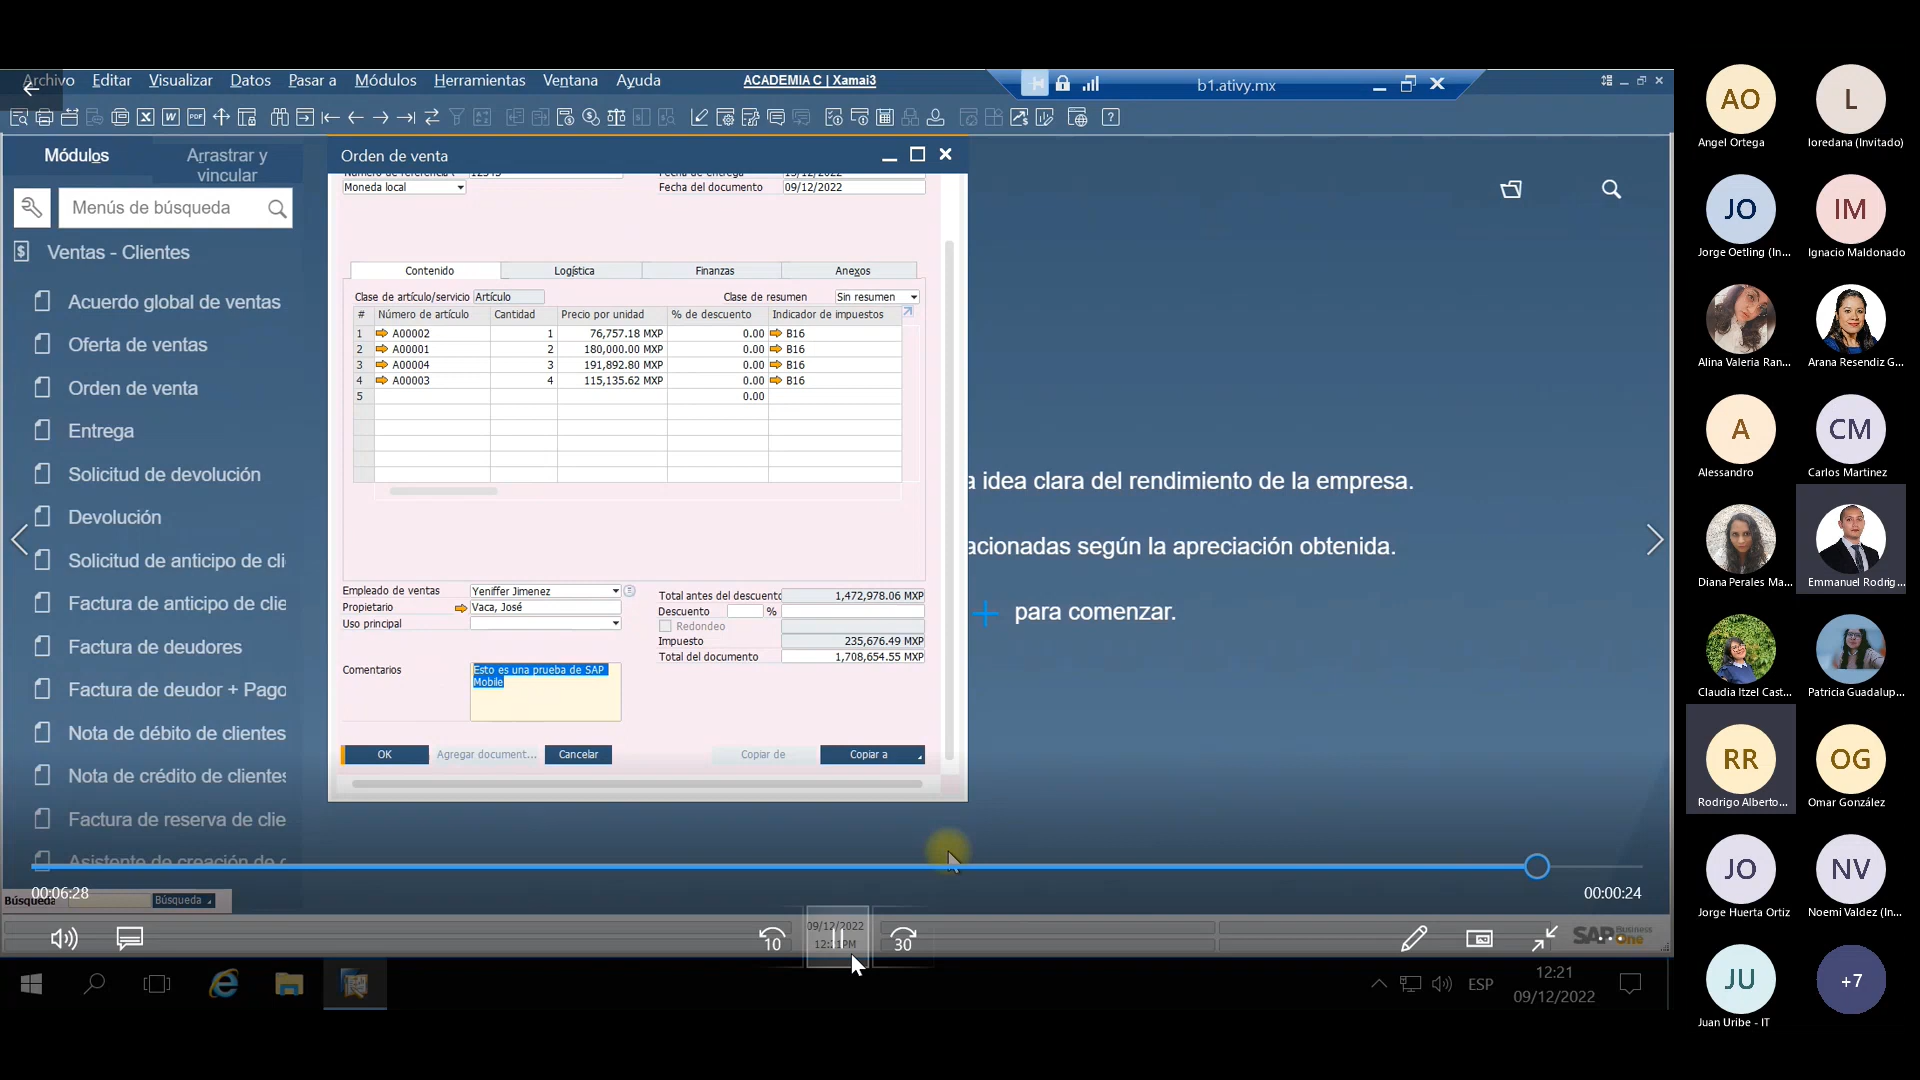 Archivo Editar Visualizar Datos Pasar a Módulos Herramientas Ventana Ayuda ACADEMIA C | Xamai3 b1.ativy.mx
Módulos
Arrastrar y
vincular
Menús de búsqueda
Ventas - Clientes
Acuerdo global de ventas
Oferta de ventas
Orden de venta
Entrega
Solicitud de devolución
Devolución
Solicitud de anticipo de cli
Factura de anticipo de clie
Factura de deudores
Factura de deudor + Pago
Nota de débito de clientes
Nota de crédito de clientes
Factura de reserva de clie
Orden de venta
Moneda local
Fecha del documento 09/12/2022
Contenido Logística Finanzas Anexos
Clase de artículo/servicio Artículo Clase de resumen Sin resumen
# Número de artículo Cantidad Precio por unidad % de descuento Indicador de impuestos
1 A00002 1 76,757.18 MXP 0.00 B16
2 A00001 2 180,000.00 MXP 0.00 B16
3 A00004 3 191,892.80 MXP 0.00 B16
4 A00003 4 115,135.62 MXP 0.00 B16
5 0.00
Empleado de ventas Yeniffer Jimenez
Propietario Vaca, José
Uso principal
Total antes del descuento 1,472,978.06 MXP
Descuento %
Redondeo
Impuesto 235,676.49 MXP
Total del documento 1,708,654.55 MXP
Comentarios
Esto es una prueba de SAP
Mobile
OK Agregar document... Cancelar Copiar de Copiar a
a idea clara del rendimiento de la empresa.
acionadas según la apreciación obtenida.
+ para comenzar.
00:06:28 00:00:24
Búsqueda Búsqueda
10 30
09/12/2022
SAP Business One
ESP
12:21
09/12/2022
AO
Angel Ortega
L
loredana (Invitado)
JO
Jorge Oetling (In...
IM
Ignacio Maldonado
Alina Valeria Ran...
Arana Resendiz G...
A
Alessandro
CM
Carlos Martinez
Diana Perales Ma...
Emmanuel Rodrig...
Claudia Itzel Cast...
Patricia Guadalup...
RR
Rodrigo Alberto...
OG
Omar González
JO
Jorge Huerta Ortiz
NV
Noemi Valdez (In...
JU
Juan Uribe - IT
+7